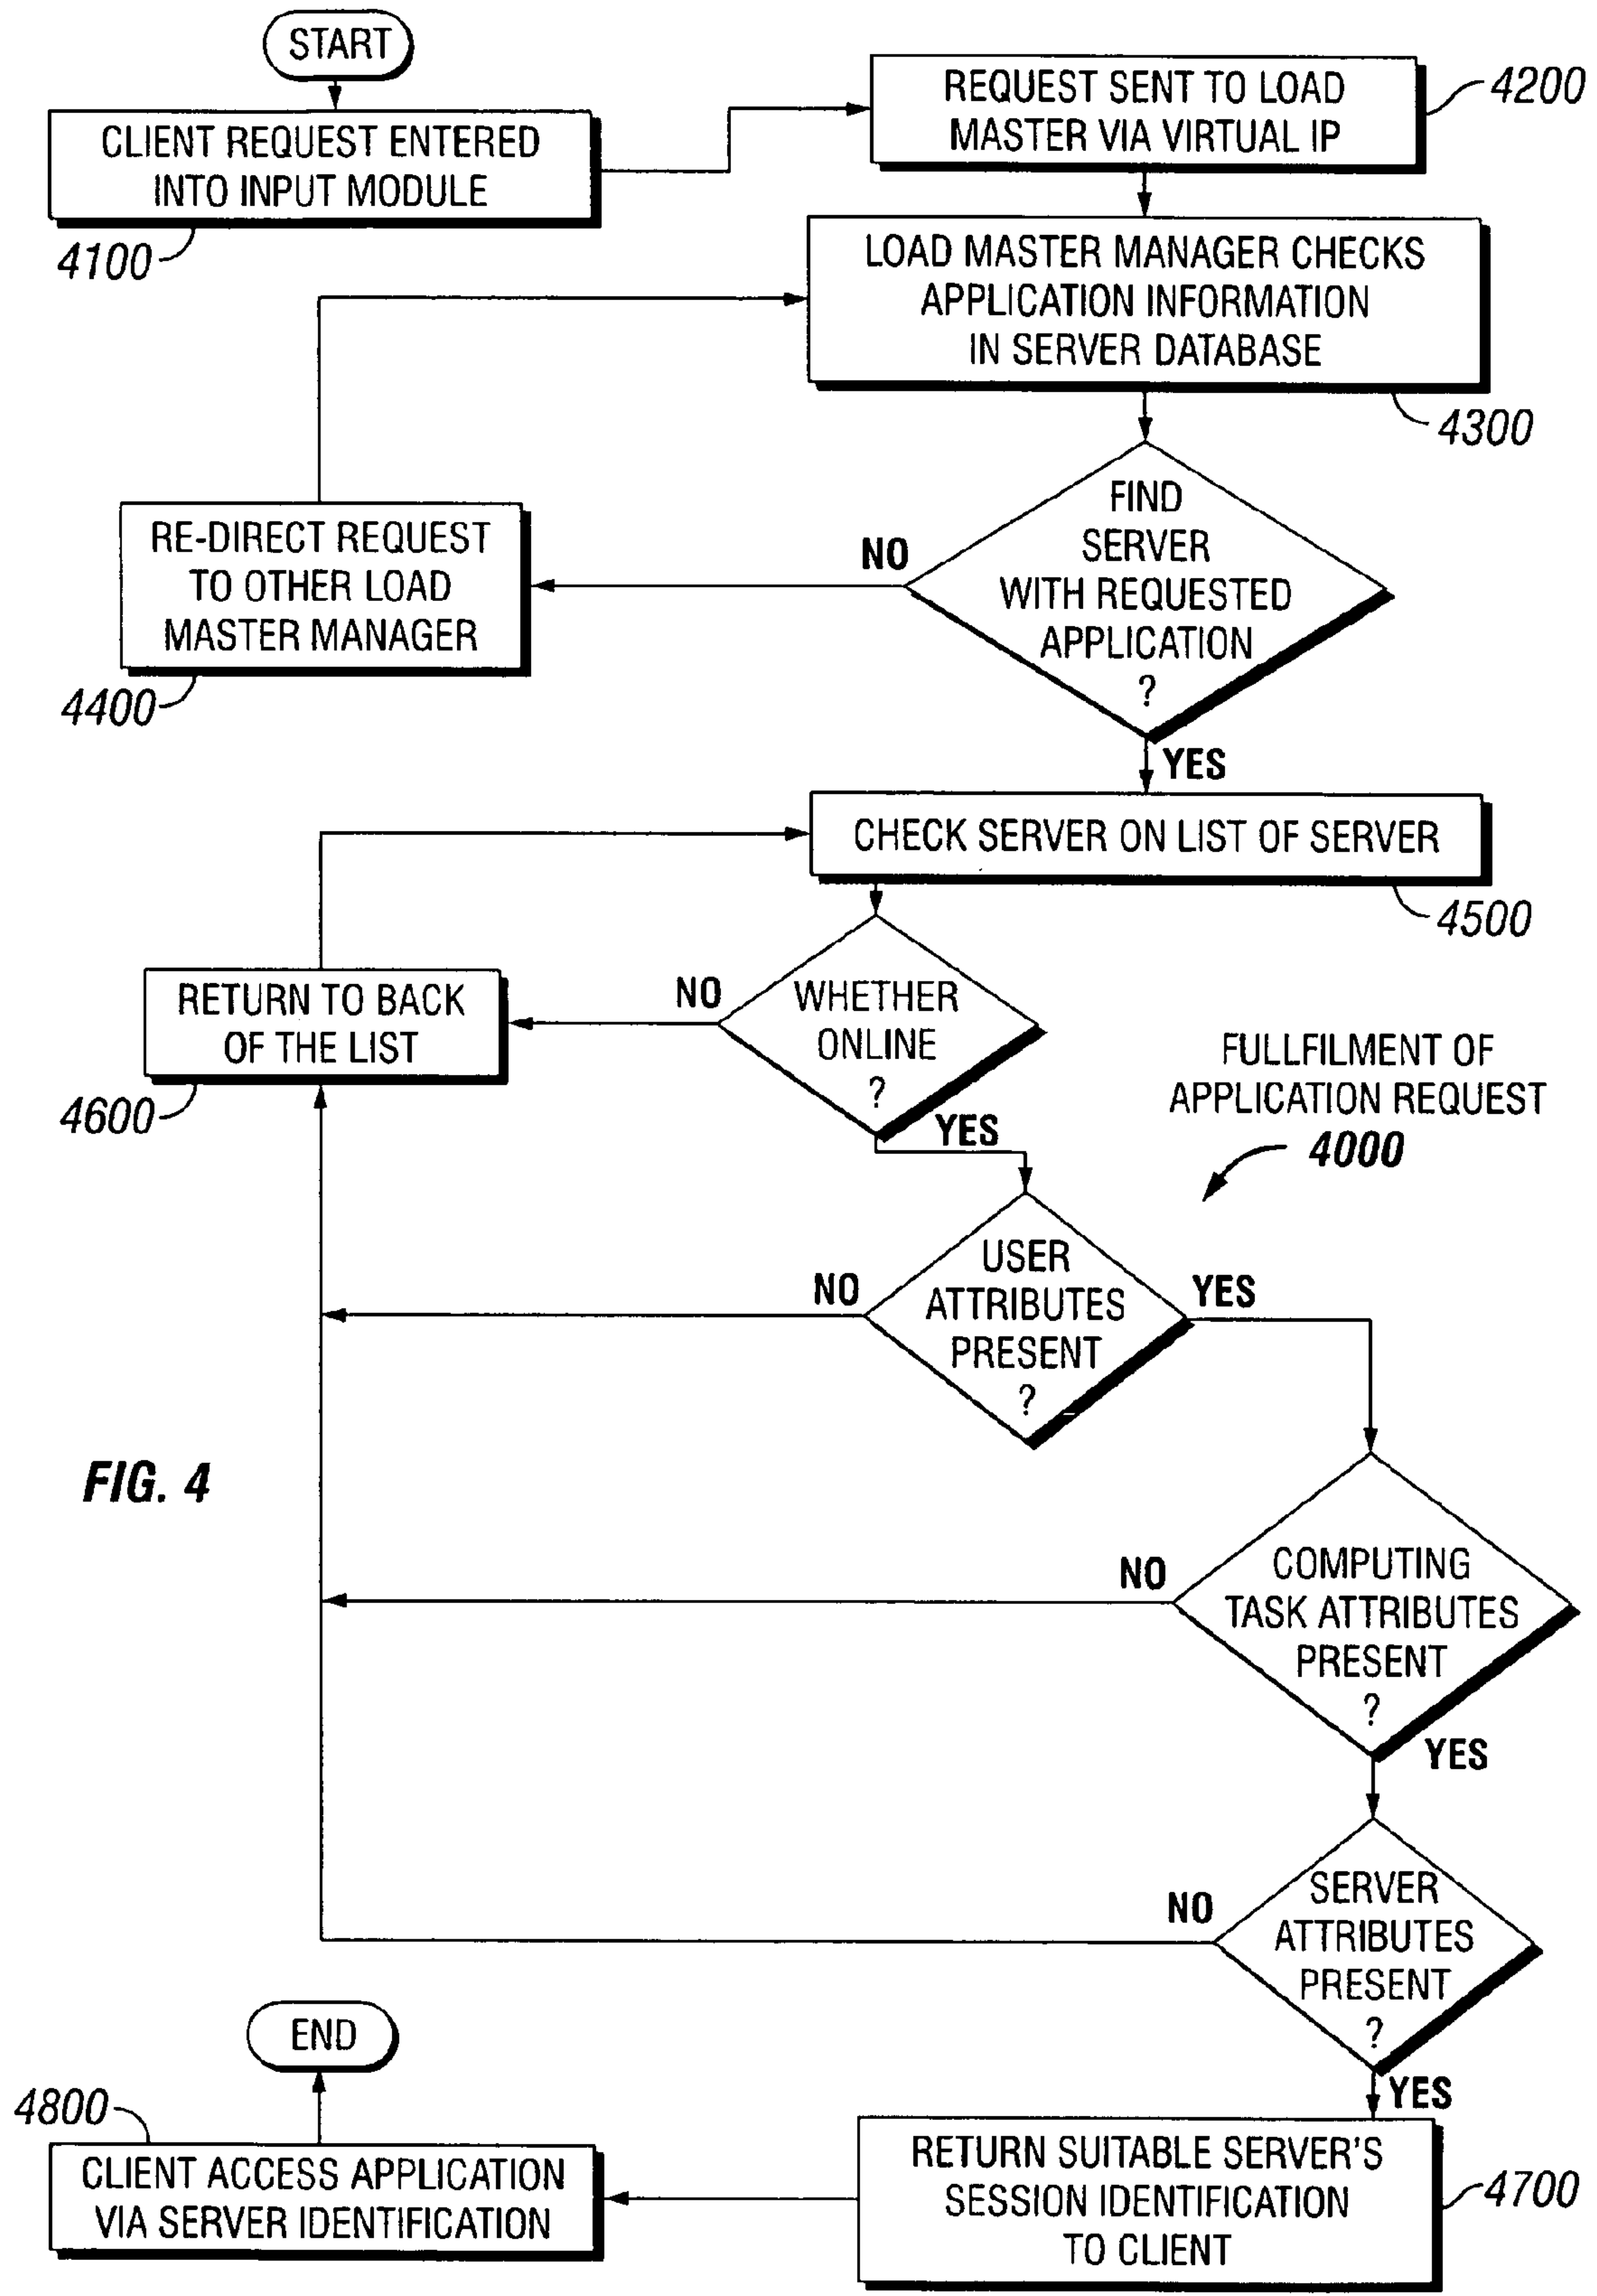 START
CLIENT REQUEST ENTERED
INTO INPUT MODULE
4100
REQUEST SENT TO LOAD
MASTER VIA VIRTUAL IP
4200
LOAD MASTER MANAGER CHECKS
APPLICATION INFORMATION
IN SERVER DATABASE
4300
FIND
SERVER
WITH REQUESTED
APPLICATION
?
NO
RE-DIRECT REQUEST
TO OTHER LOAD
MASTER MANAGER
4400
YES
CHECK SERVER ON LIST OF SERVER
4500
WHETHER
ONLINE
?
NO
RETURN TO BACK
OF THE LIST
4600
YES
FULLFILMENT OF
APPLICATION REQUEST
4000
USER
ATTRIBUTES
PRESENT
?
NO
YES
FIG. 4
COMPUTING
TASK ATTRIBUTES
PRESENT
?
NO
YES
SERVER
ATTRIBUTES
PRESENT
?
NO
YES
RETURN SUITABLE SERVER'S
SESSION IDENTIFICATION
TO CLIENT
4700
CLIENT ACCESS APPLICATION
VIA SERVER IDENTIFICATION
4800
END